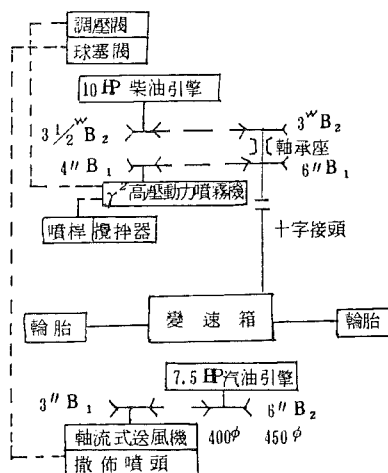 調壓閥
球塞閥
10 HP 柴油引擎
3 1/2" B2
3" B2
軸承座
4" B1
6" B1
γ2 高壓動力噴霧機
噴桿 攪拌器
十字接頭
輪胎
變速箱
輪胎
7.5 HP 汽油引擎
3" B1
6" B2
軸流式送風機
400φ 450φ
撒佈噴頭